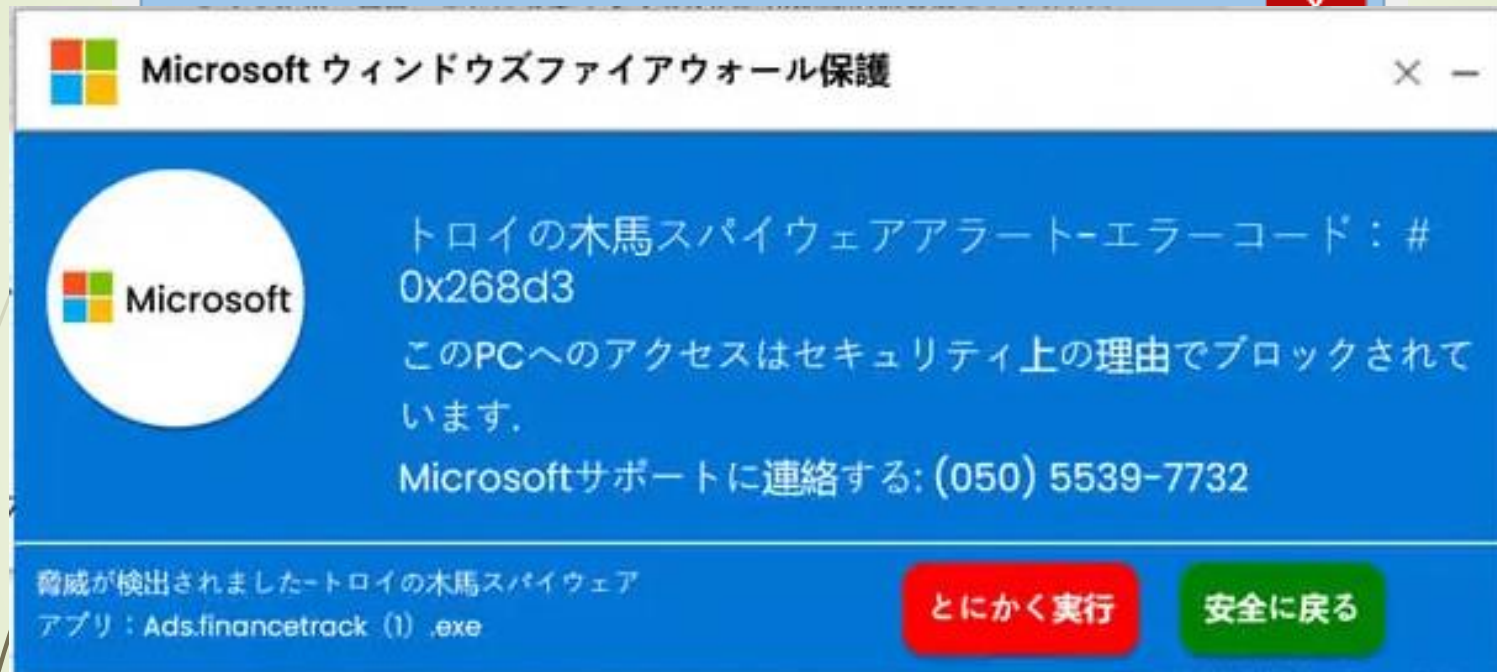 Microsoft ウィンドウズファイアウォール保護
Microsoft
トロイの木馬スパイウェアアラート-エラーコード：#
0x268d3
このPCへのアクセスはセキュリティ上の理由でブロックされて
います.
Microsoftサポートに連絡する: (050) 5539-7732
脅威が検出されました-トロイの木馬スパイウェア
アプリ：Ads.financetrack（1）.exe
とにかく実行
安全に戻る